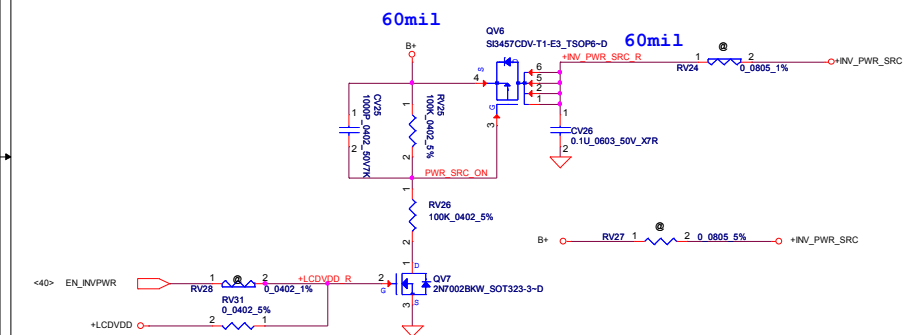 60mil
B+
QV6
SI3457CDV-T1-E3_TSOP6~D
60mil
+INV_PWR_SRC_R
@
1 2
RV24 0_0805_1%
+INV_PWR_SRC
S
D
4
6
5
2
1
G
3
1
CV25
1000P_0402_50V7K
2
1
RV25
100K_0402_5%
2
1
CV26
0.1U_0603_50V_X7R
2
PWR_SRC_ON
1
RV26
100K_0402_5%
2
B+
RV27 1 @ 2 0_0805_5%
+INV_PWR_SRC
1
D
QV7
2N7002BKW_SOT323-3~D
2
G
S
3
<40> EN_INVPWR
1 @ 2
RV28 0_0402_1%
+LCDVDD_R
RV31
0_0402_5%
+LCDVDD
2 1